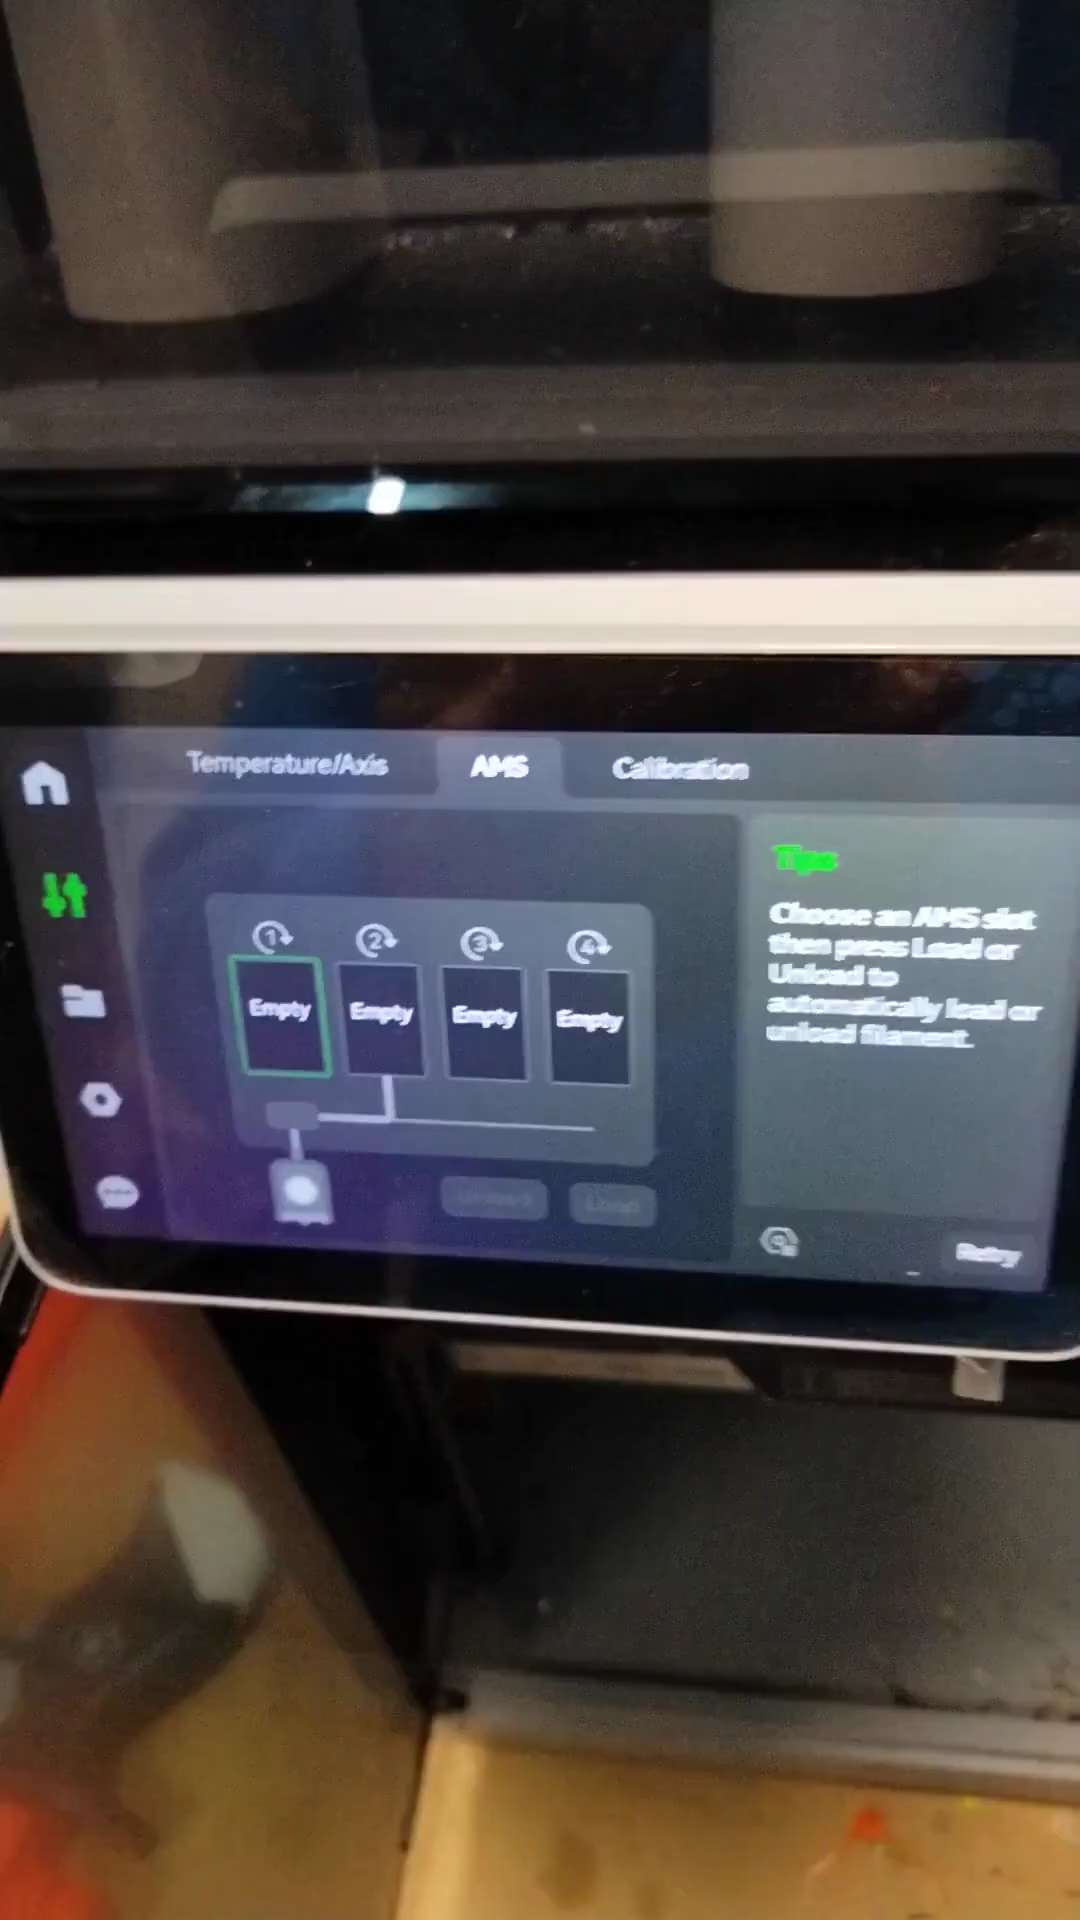 Temperature/Axis AMS Calibration
Tips
Choose an AMS slot
then press Load or
Unload to
automatically load or
unload filament.
1 2 3 4
Empty Empty Empty Empty
Unload Load
Retry